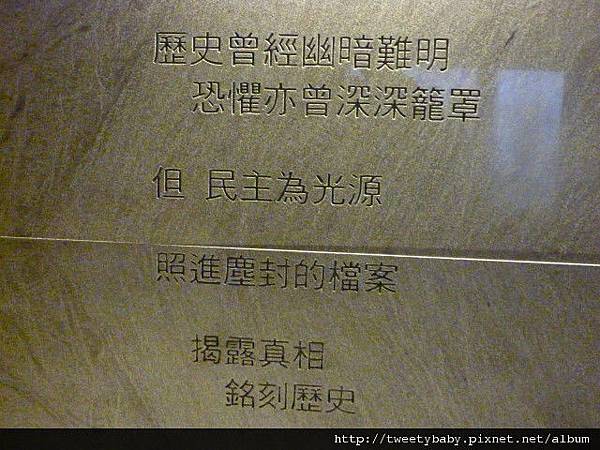 歷史曾經幽暗難明
恐懼亦曾深深籠罩
但 民主為光源
照進塵封的檔案
揭露真相
銘刻歷史
http://tweetybaby.pixnet.net/album